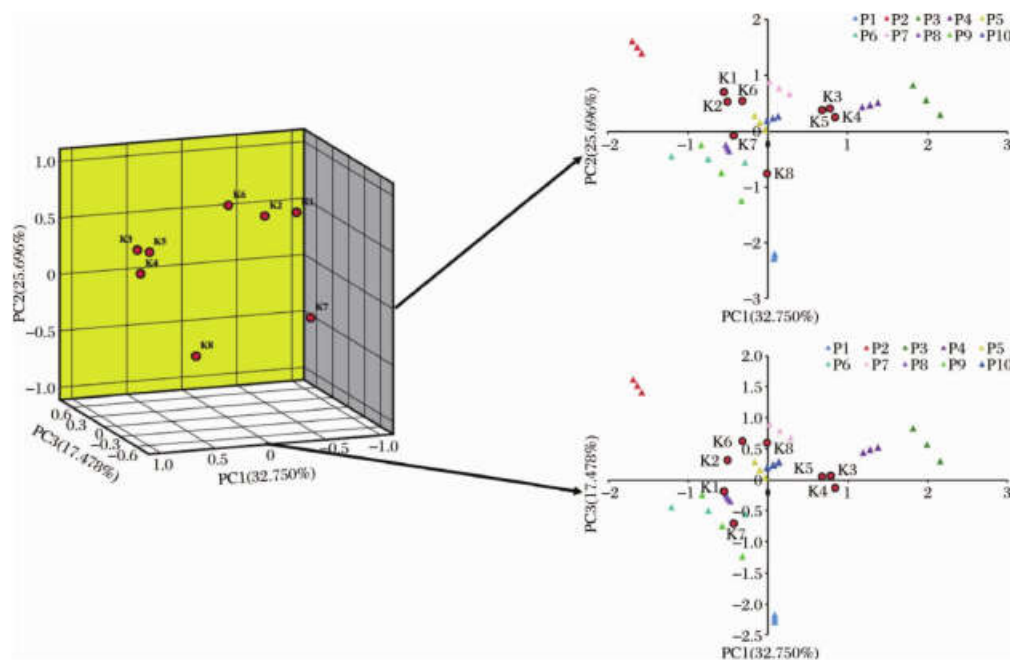 1.0
0.5
0
−0.5
−1.0
PC2(25.696%)
K6
K2
K1
K3
K5
K4
K7
K8
0.6
0.3
0
−0.3
−0.6
PC3(17.478%)
1.0
0.5
0
−0.5
−1.0
PC1(32.750%)
P1 P2 P3 P4 P5
P6 P7 P8 P9 P10
2
1
−1
−2
−3
PC2(25.696%)
K1
K6
K2
K3
K5 K4
K7
K8
−2 −1 0 1 2 3
PC1(32.750%)
P1 P2 P3 P4 P5
P6 P7 P8 P9 P10
2.0
1.5
1.0
0.5
−0.5
−1.0
−1.5
−2.0
−2.5
PC3(17.478%)
K6 K8
K2
K5 K3
K1
K4
K7
−2 −1 0 1 2 3
PC1(32.750%)